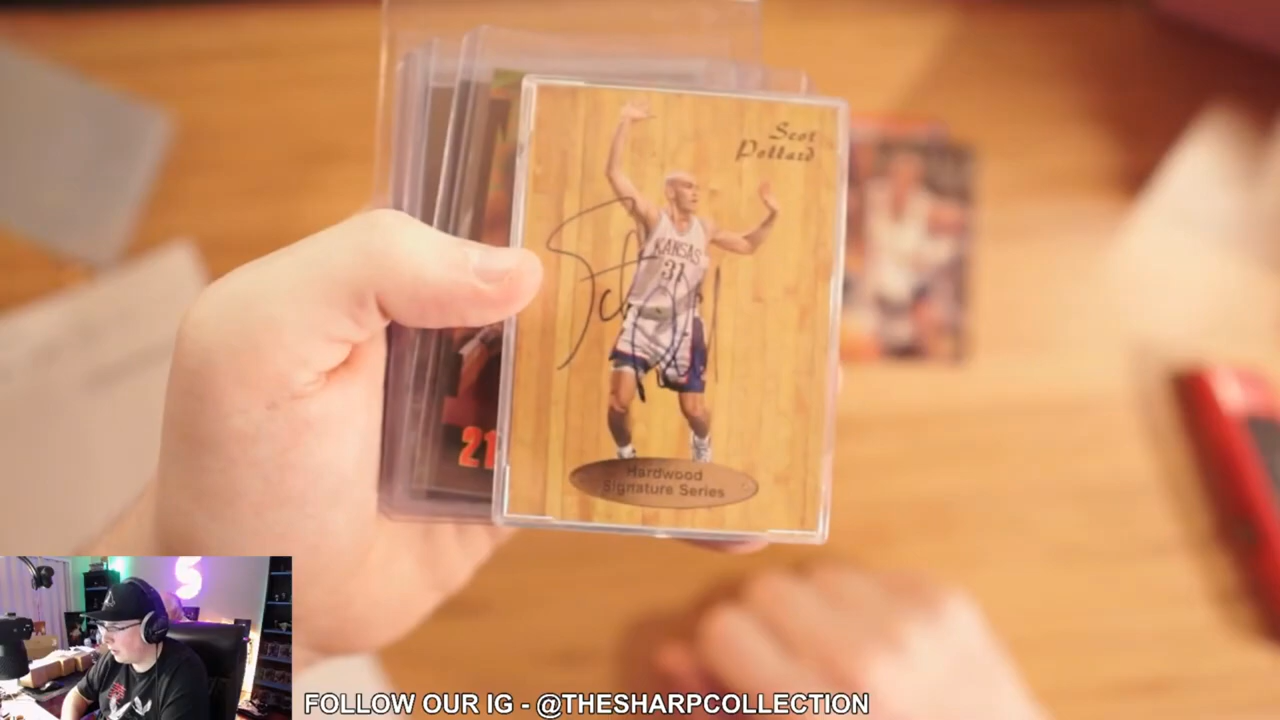 Scot
Pollard
KANSAS
31
21
Hardwood
Signature Series
FOLLOW OUR IG - @THESHARPCOLLECTION